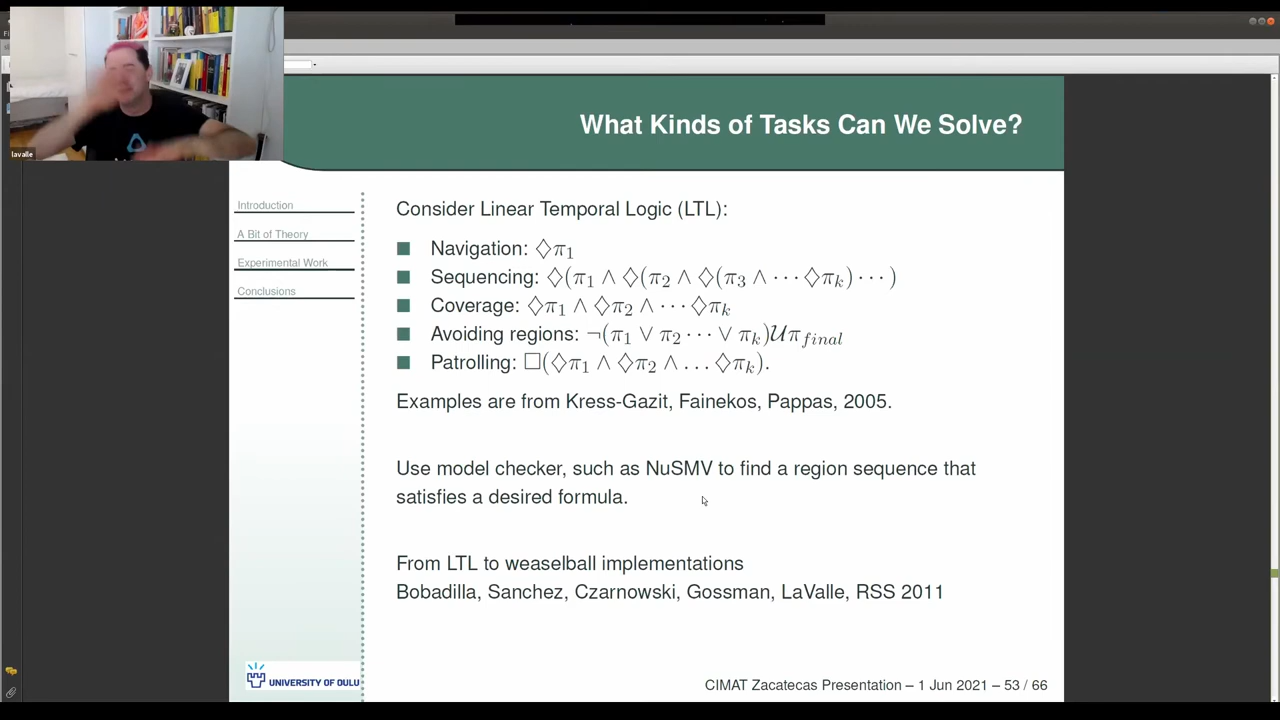 lavalle
What Kinds of Tasks Can We Solve?
Introduction
A Bit of Theory
Experimental Work
Conclusions
Consider Linear Temporal Logic (LTL):
■ Navigation: ◇π₁
■ Sequencing: ◇(π₁ ∧ ◇(π₂ ∧ ◇(π₃ ∧ ··· ◇πₖ) ··· )
■ Coverage: ◇π₁ ∧ ◇π₂ ∧ ··· ◇πₖ
■ Avoiding regions: ¬(π₁ ∨ π₂ ··· ∨ πₖ)𝒰π_final
■ Patrolling: □(◇π₁ ∧ ◇π₂ ∧ ... ◇πₖ).
Examples are from Kress-Gazit, Fainekos, Pappas, 2005.
Use model checker, such as NuSMV to find a region sequence that
satisfies a desired formula.
From LTL to weaselball implementations
Bobadilla, Sanchez, Czarnowski, Gossman, LaValle, RSS 2011
UNIVERSITY OF OULU
CIMAT Zacatecas Presentation – 1 Jun 2021 – 53 / 66